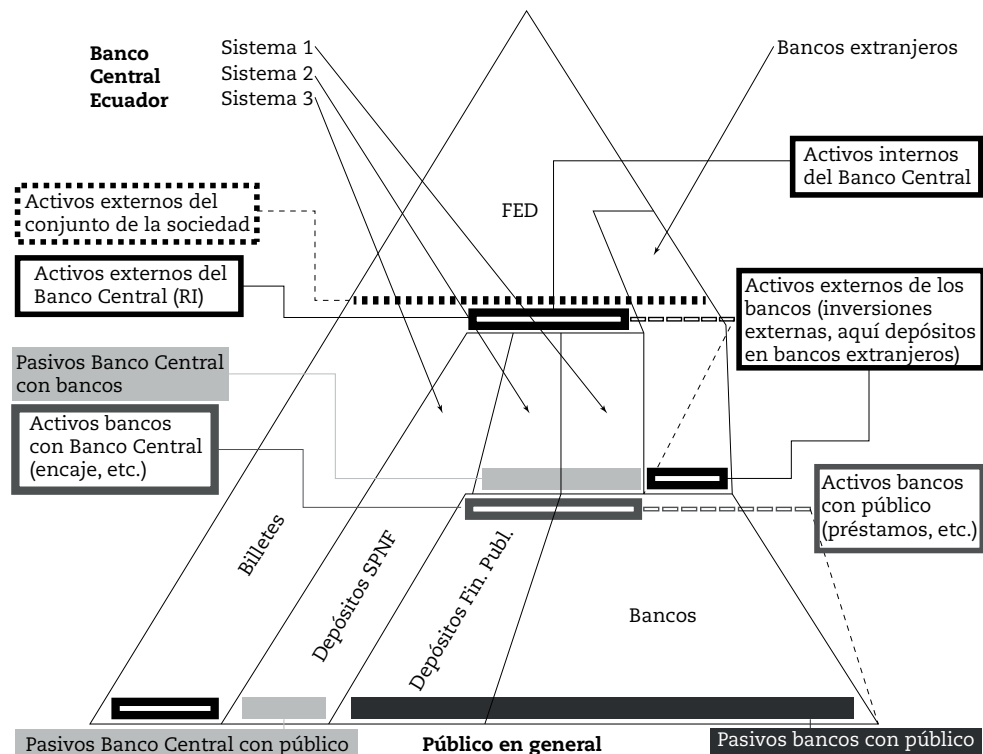 Banco
Central
Ecuador
Sistema 1
Sistema 2
Sistema 3
Bancos extranjeros
Activos internos
del Banco Central
FED
Activos externos del
conjunto de la sociedad
Activos externos del
Banco Central (RI)
Activos externos de los
bancos (inversiones
externas, aquí depósitos
en bancos extranjeros)
Pasivos Banco Central
con bancos
Activos bancos
con Banco Central
(encaje, etc.)
Activos bancos
con público
(préstamos, etc.)
Billetes
Depósitos SPNF
Depósitos Fin. Publ.
Bancos
Pasivos Banco Central con público
Público en general
Pasivos bancos con público